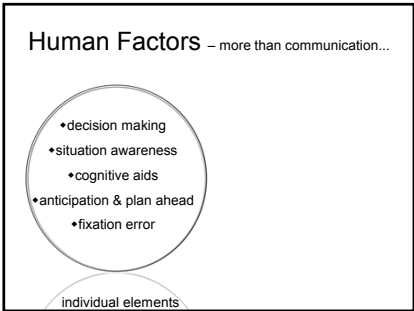 Human Factors – more than communication...
◆decision making
◆situation awareness
◆cognitive aids
◆anticipation & plan ahead
◆fixation error
individual elements